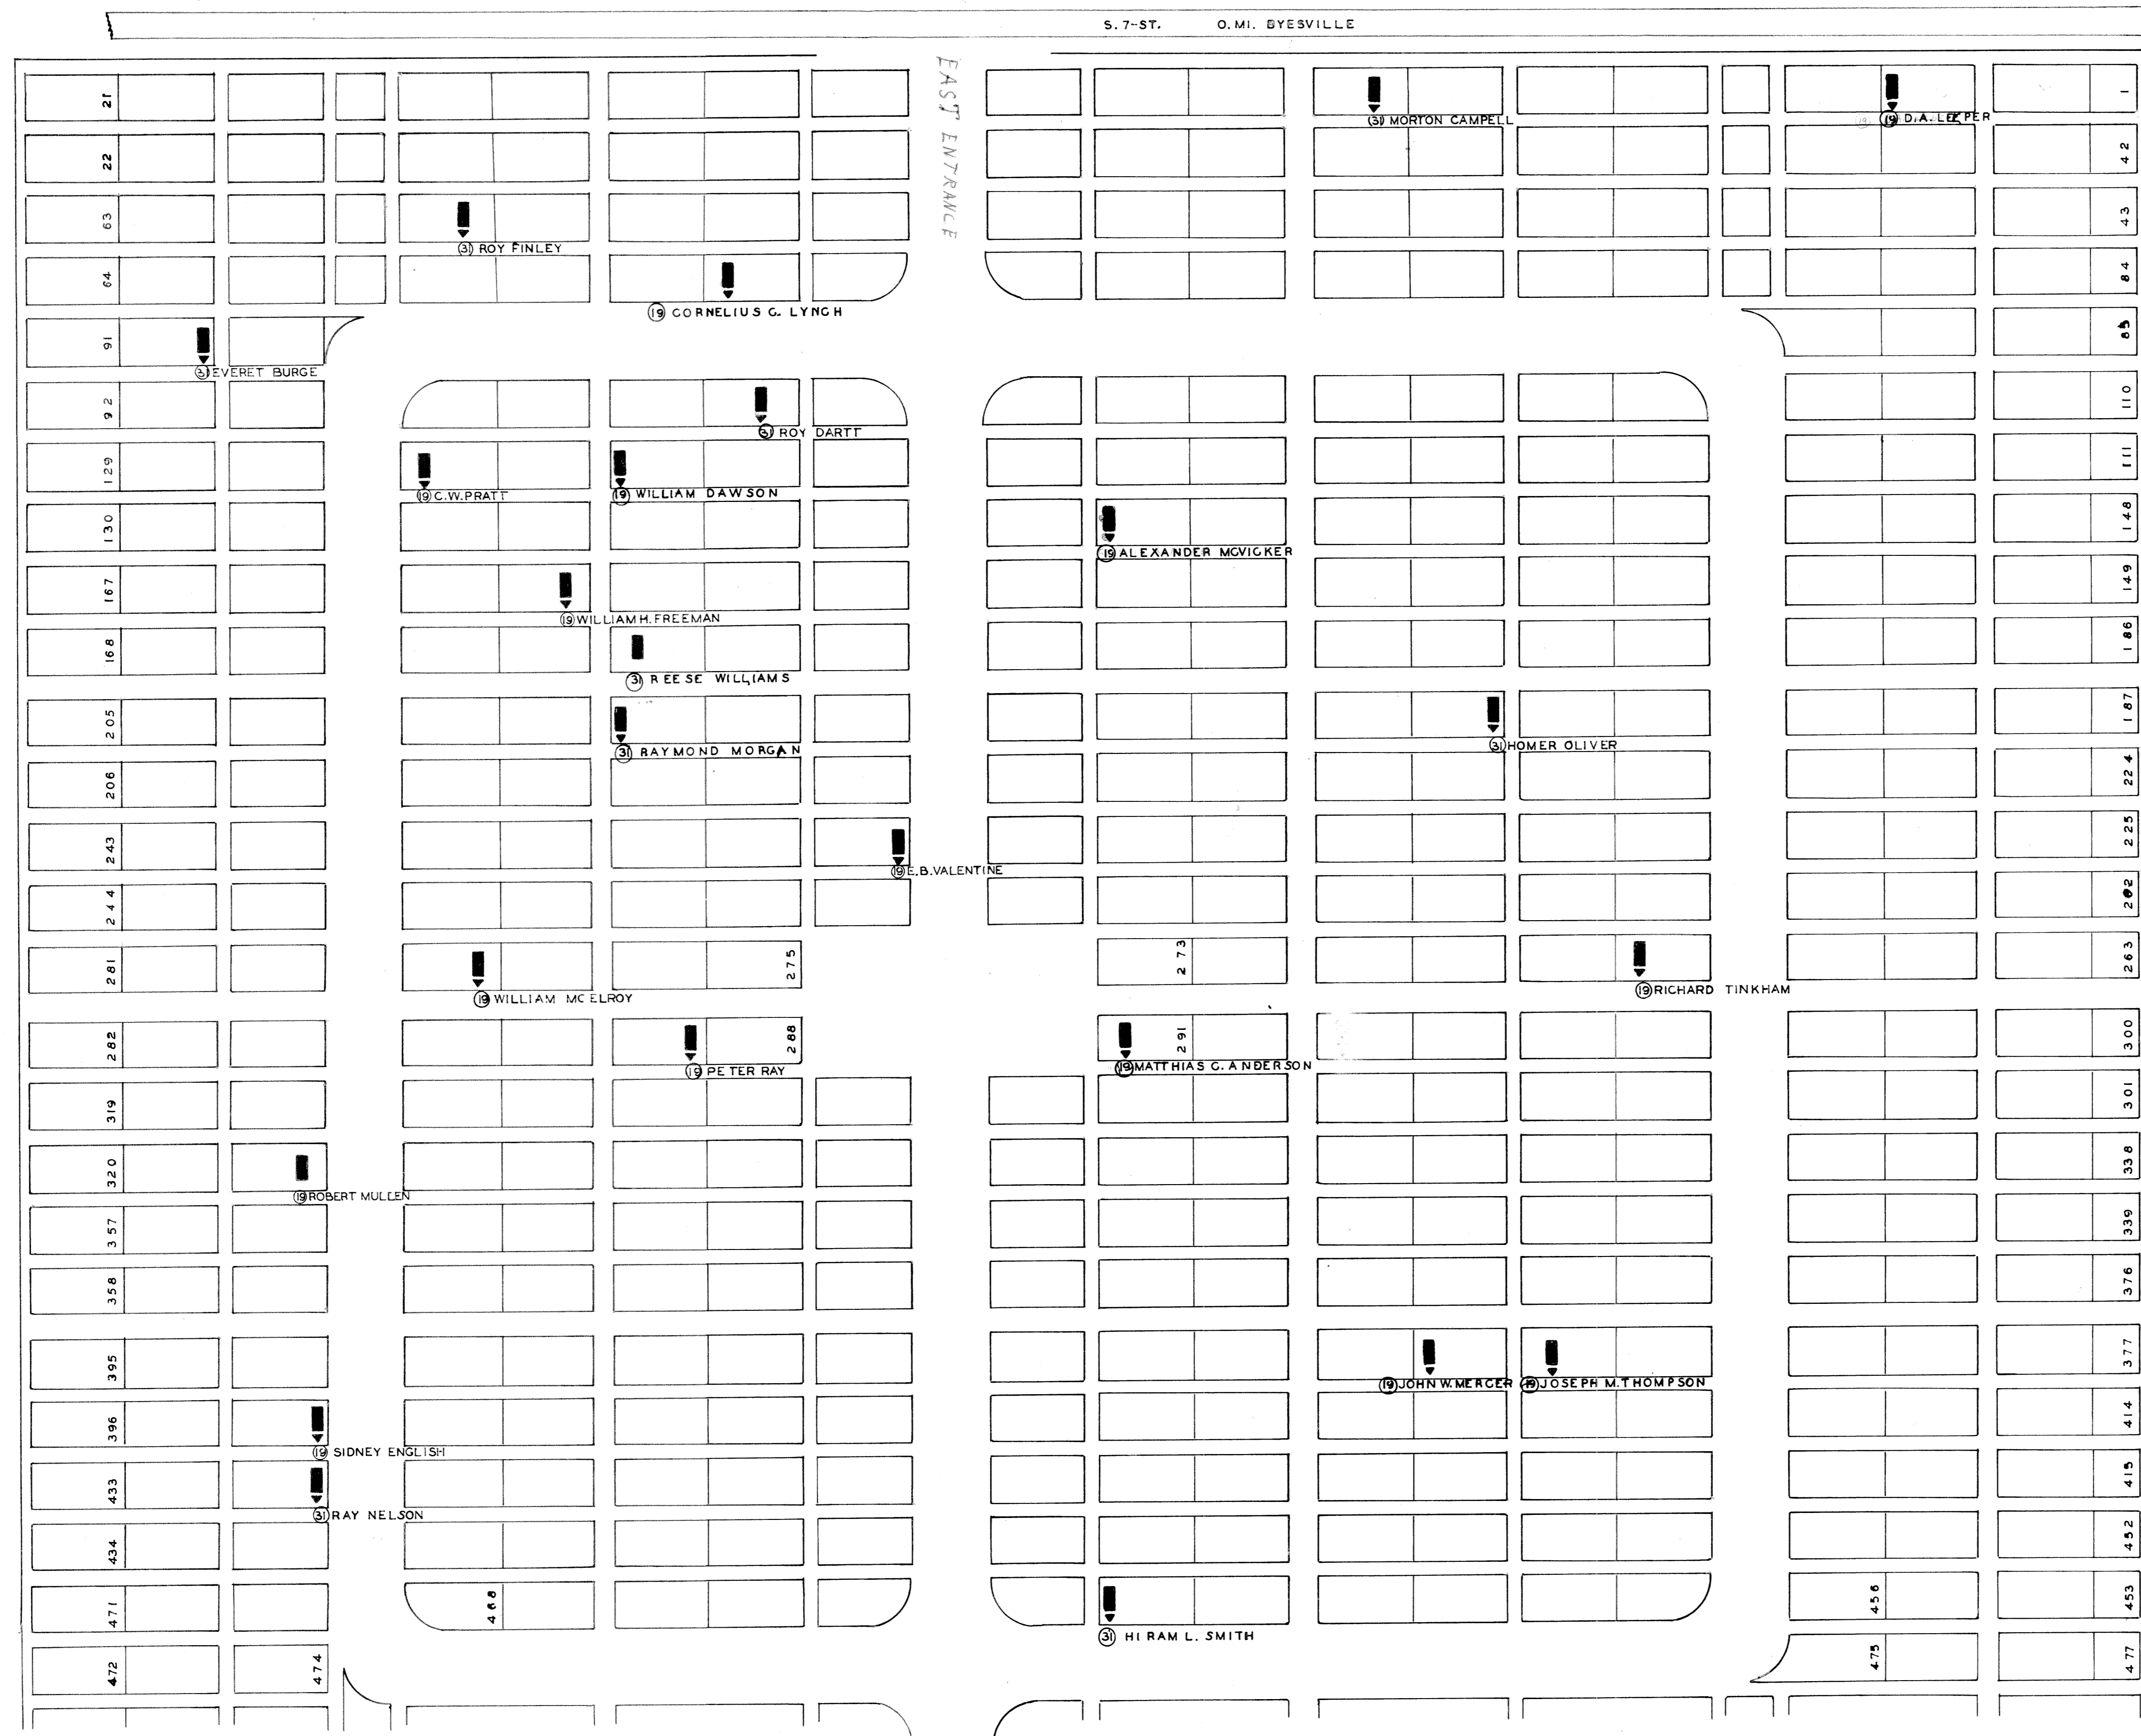 S. 7-ST. O.MI. BYESVILLE
EAST ENTRANCE
21
1
(31) MORTON CAMPELL
(19) D.A. LEEPER
22
42
63
43
(31) ROY FINLEY
64
84
(19) CORNELIUS C. LYNCH
91
85
(31) EVERET BURGE
92
110
(31) ROY DARTT
129
111
(19) C.W. PRATT
(19) WILLIAM DAWSON
130
148
(19) ALEXANDER MCVICKER
167
149
(19) WILLIAM H. FREEMAN
168
186
(31) REESE WILLIAMS
205
187
(31) RAYMOND MORGAN
(31) HOMER OLIVER
206
224
243
225
(19) E.B. VALENTINE
244
262
281
275
273
263
(19) WILLIAM MC ELROY
(19) RICHARD TINKHAM
282
288
291
300
(19) PETER RAY
(19) MATTHIAS C. ANDERSON
319
301
320
338
(19) ROBERT MULLEN
357
339
358
376
395
377
(19) JOHN W. MERCER
(19) JOSEPH M. THOMPSON
396
414
(19) SIDNEY ENGLISH
433
415
(31) RAY NELSON
434
452
471
468
456
453
(31) HIRAM L. SMITH
472
474
475
477